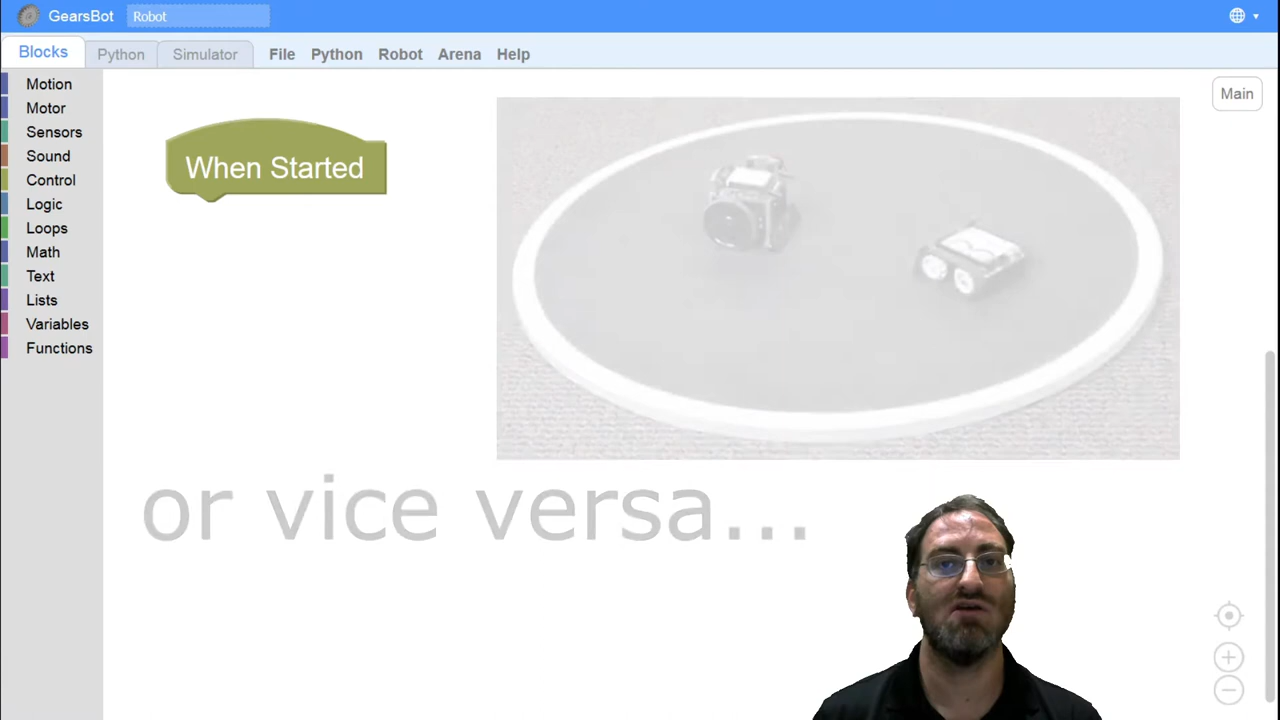 GearsBot
Robot
Blocks
Python
Simulator
File
Python
Robot
Arena
Help
Motion
Motor
Sensors
Sound
Control
Logic
Loops
Math
Text
Lists
Variables
Functions
When Started
Main
or vice versa...